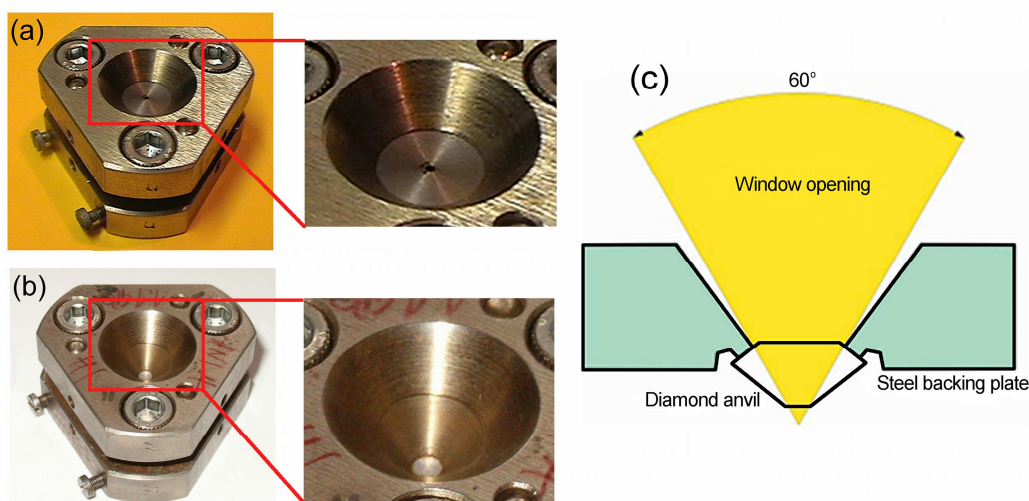 (a)
(b)
(c)
60°
Window opening
Diamond anvil
Steel backing plate